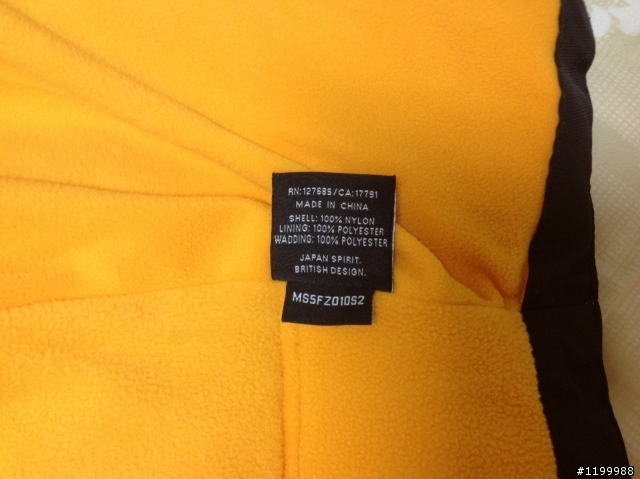 RN:127685/CA:17791
MADE IN CHINA
SHELL: 100% NYLON
LINING: 100% POLYESTER
WADDING: 100% POLYESTER
JAPAN SPIRIT.
BRITISH DESIGN.
MS5FZ010S2
#1199988